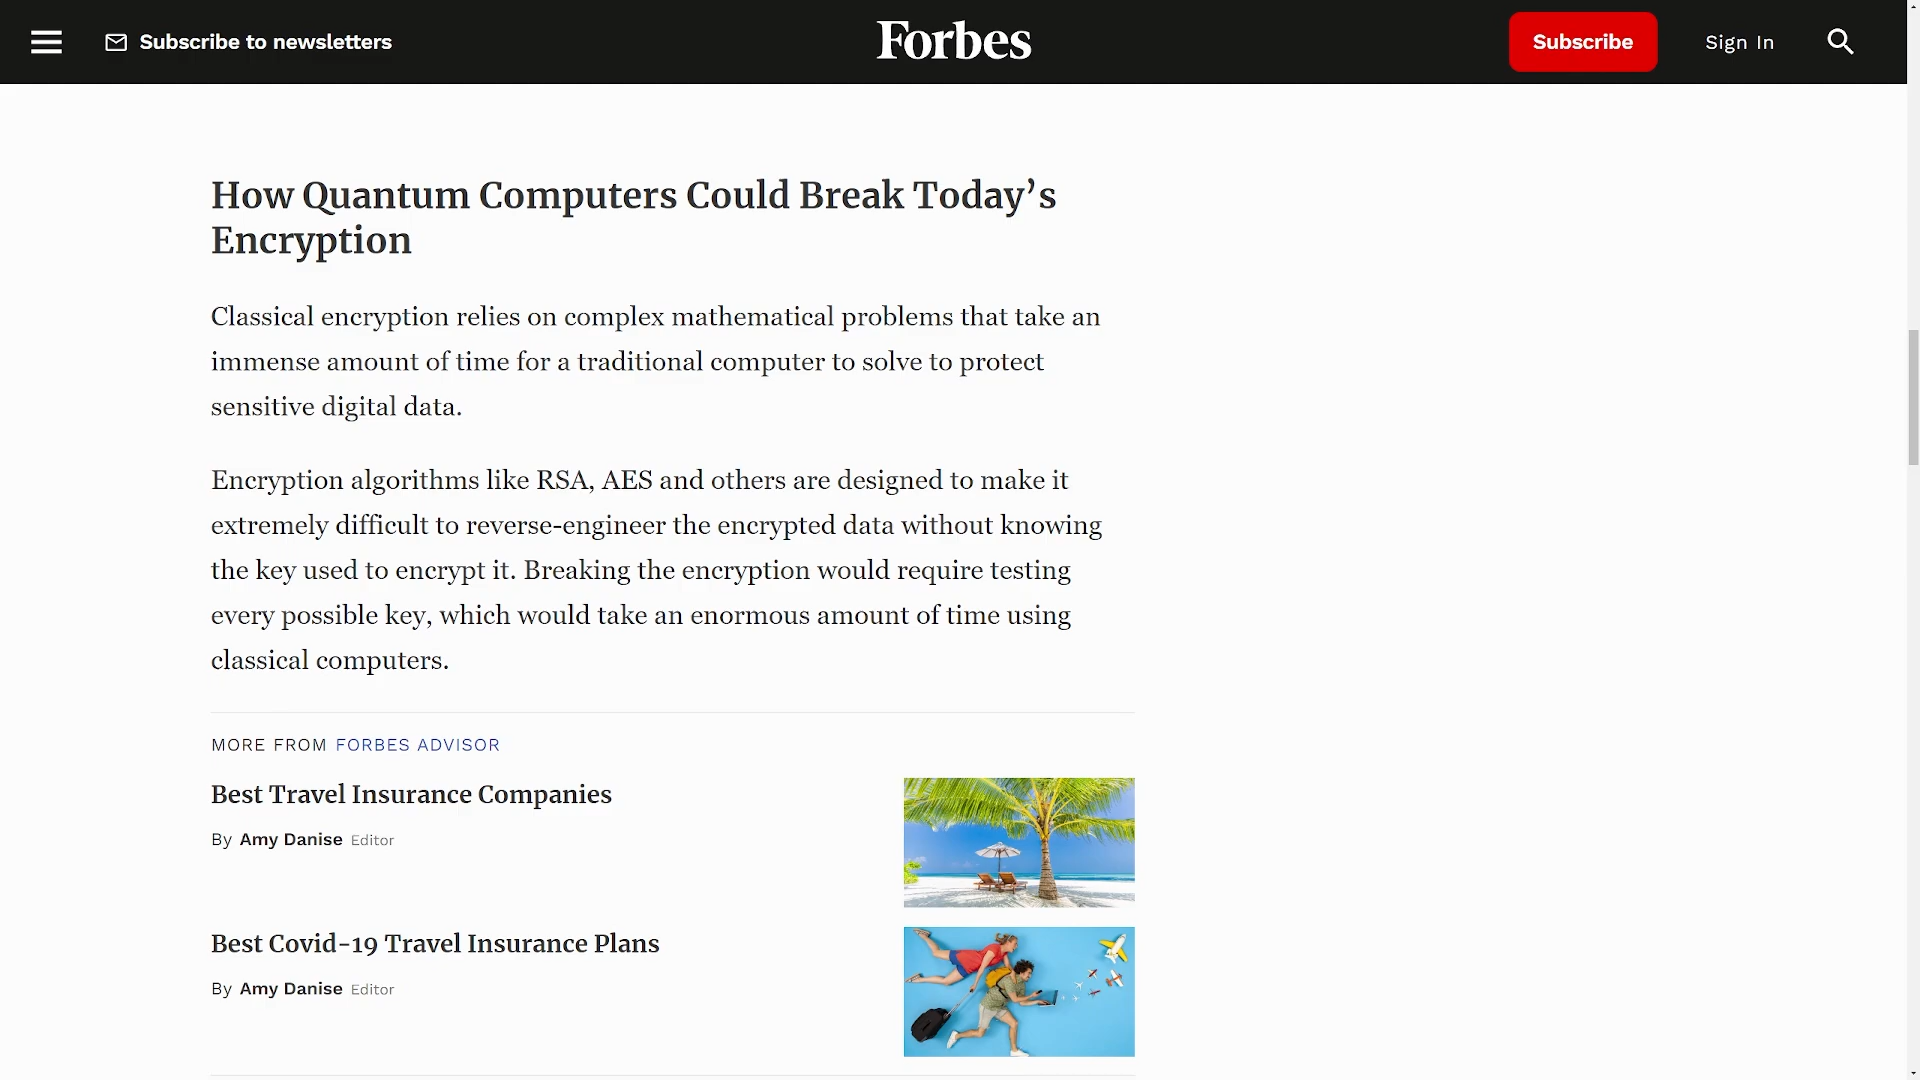 Subscribe to newsletters
Forbes
Subscribe
Sign In
How Quantum Computers Could Break Today’s
Encryption
Classical encryption relies on complex mathematical problems that take an
immense amount of time for a traditional computer to solve to protect
sensitive digital data.
Encryption algorithms like RSA, AES and others are designed to make it
extremely difficult to reverse-engineer the encrypted data without knowing
the key used to encrypt it. Breaking the encryption would require testing
every possible key, which would take an enormous amount of time using
classical computers.
MORE FROM FORBES ADVISOR
Best Travel Insurance Companies
By Amy Danise Editor
Best Covid-19 Travel Insurance Plans
By Amy Danise Editor